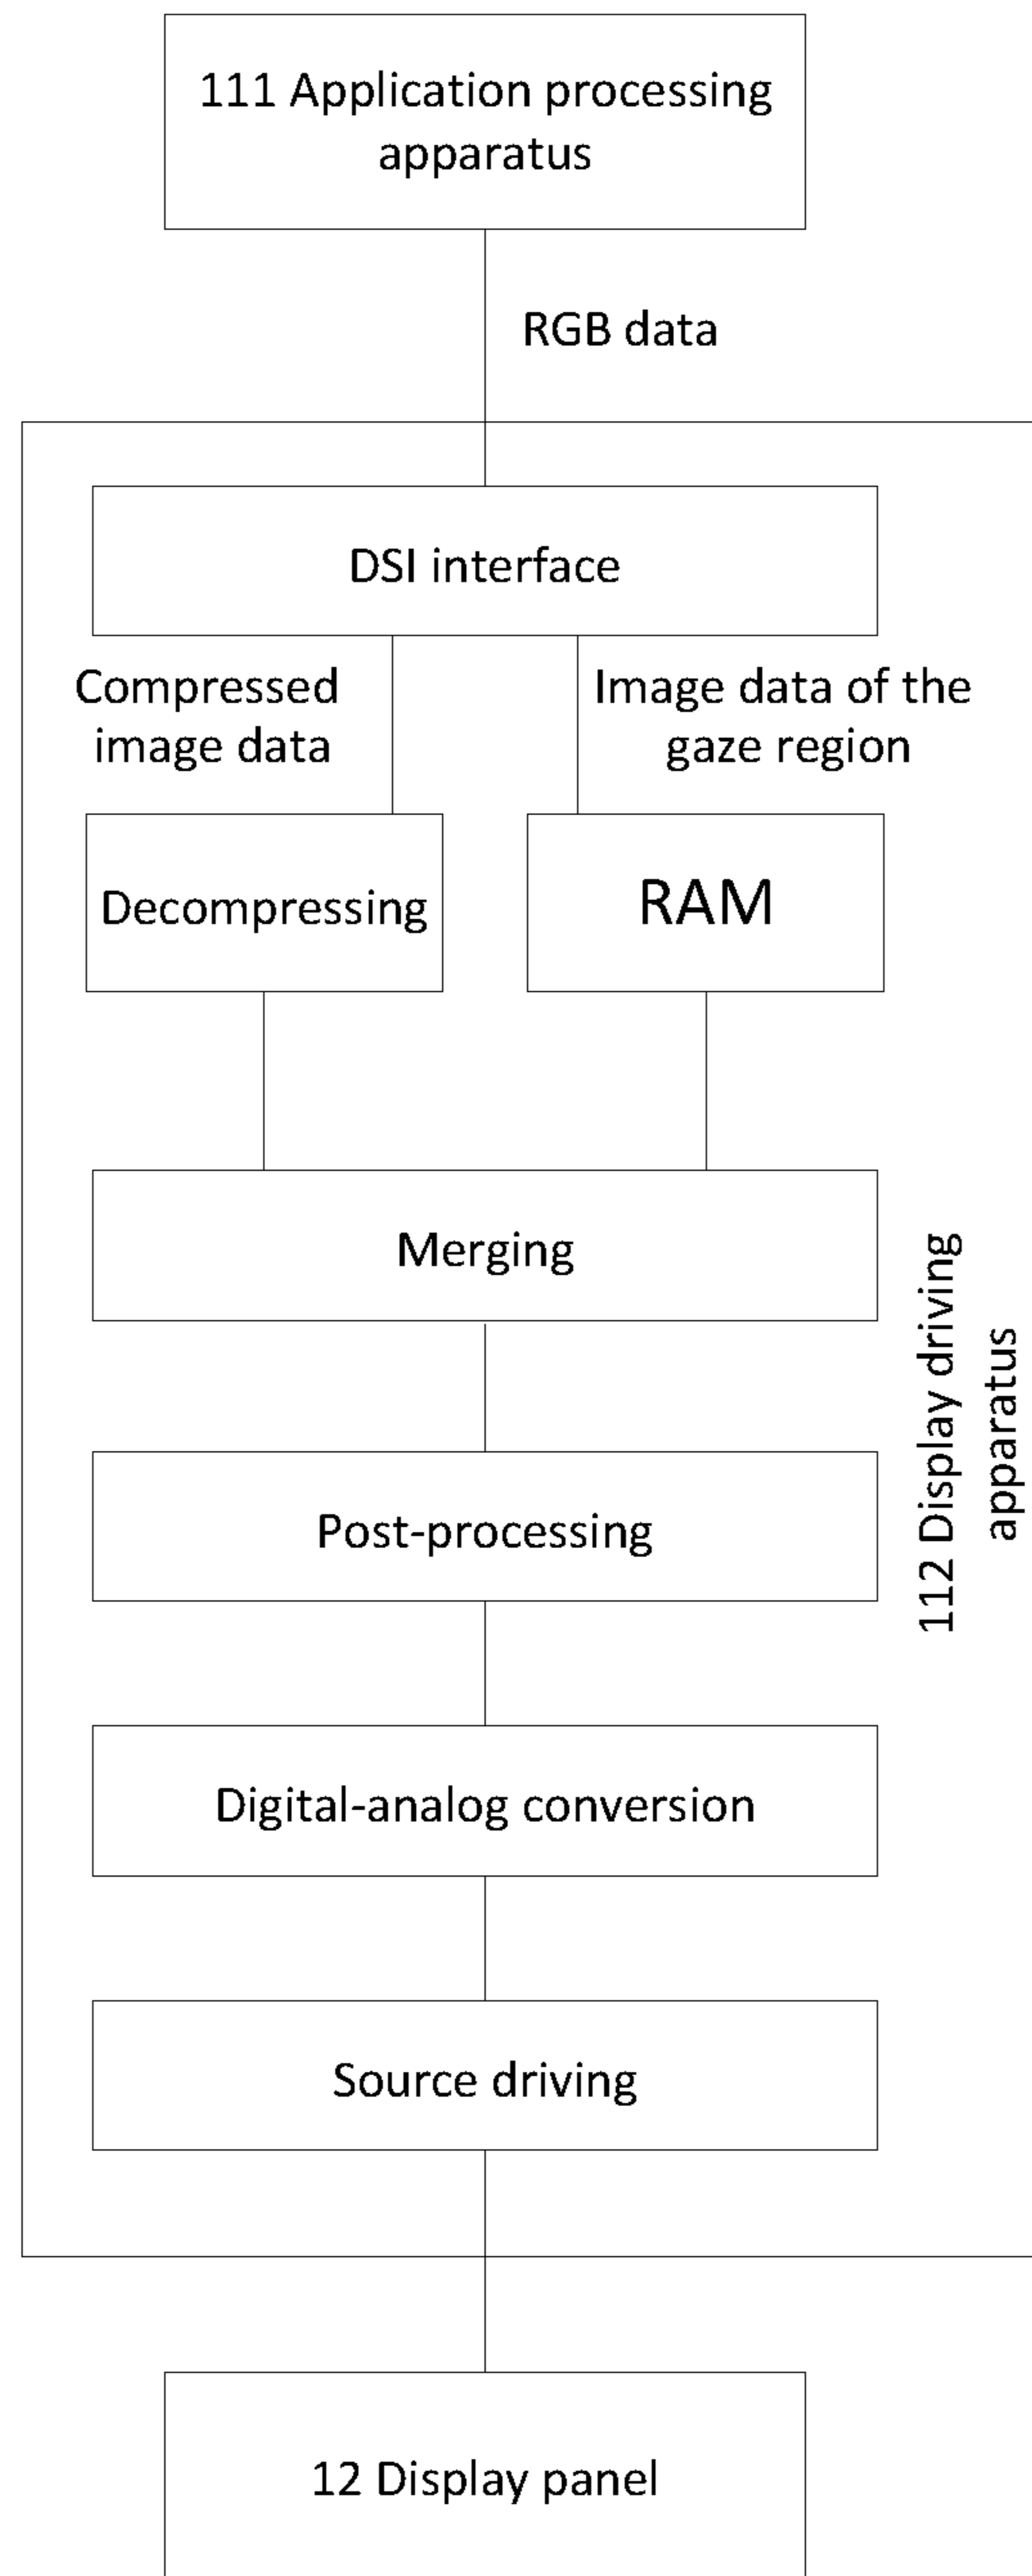 111 Application processing
apparatus
RGB data
DSI interface
Compressed
image data
Image data of the
gaze region
Decompressing
RAM
Merging
112 Display driving
apparatus
Post-processing
Digital-analog conversion
Source driving
12 Display panel